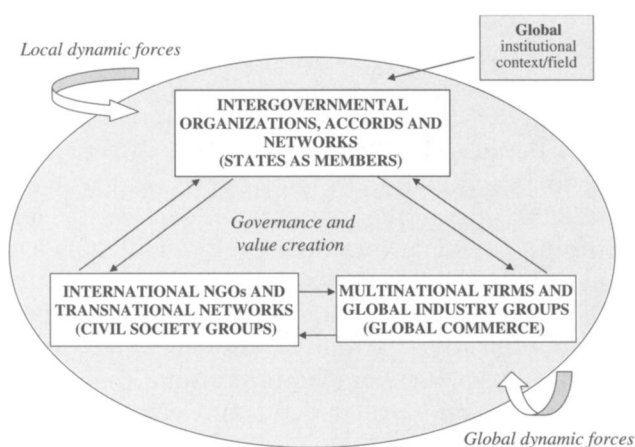 Local dynamic forces
Global
institutional
context/field
INTERGOVERNMENTAL
ORGANIZATIONS, ACCORDS AND
NETWORKS
(STATES AS MEMBERS)
Governance and
value creation
INTERNATIONAL NGOs AND
TRANSNATIONAL NETWORKS
(CIVIL SOCIETY GROUPS)
MULTINATIONAL FIRMS AND
GLOBAL INDUSTRY GROUPS
(GLOBAL COMMERCE)
Global dynamic forces